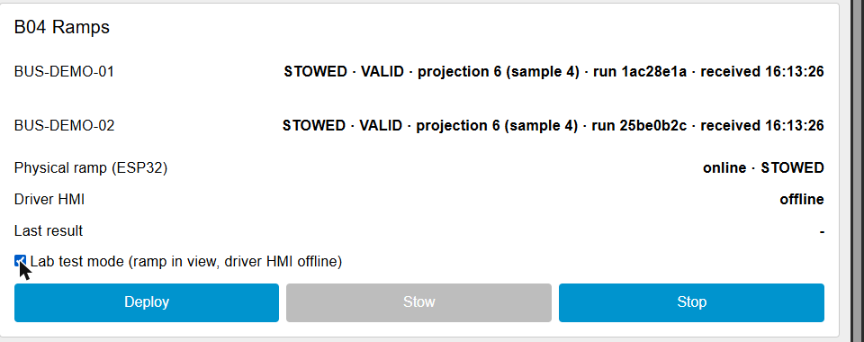 B04 Ramps
BUS-DEMO-01 STOWED · VALID · projection 6 (sample 4) · run 1ac28e1a · received 16:13:26
BUS-DEMO-02 STOWED · VALID · projection 6 (sample 4) · run 25be0b2c · received 16:13:26
Physical ramp (ESP32) online · STOWED
Driver HMI offline
Last result -
Lab test mode (ramp in view, driver HMI offline)
Deploy Stow Stop